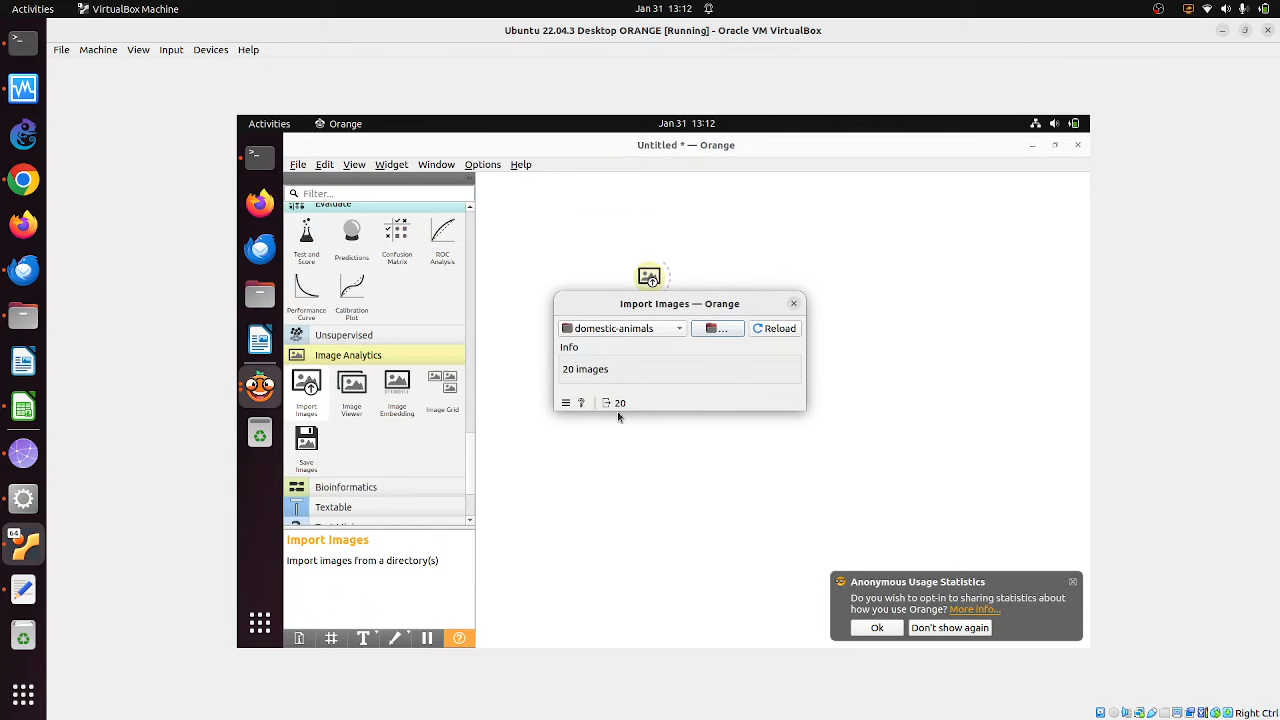 Activities
VirtualBox Machine
Jan 31 13:12
Ubuntu 22.04.3 Desktop ORANGE [Running] - Oracle VM VirtualBox
File Machine View Input Devices Help
Activities
Orange
Jan 31 13:12
Untitled * — Orange
File Edit View Widget Window Options Help
Filter...
Evaluate
Test and Score
Predictions
Confusion Matrix
ROC Analysis
Performance Curve
Calibration Plot
Unsupervised
Image Analytics
Import Images
Image Viewer
Image Embedding
Image Grid
Save Images
Bioinformatics
Textable
Import Images
Import images from a directory(s)
Import Images — Orange
domestic-animals
...
Reload
Info
20 images
20
Anonymous Usage Statistics
Do you wish to opt-in to sharing statistics about
how you use Orange? More info...
Ok
Don't show again
64
Right Ctrl